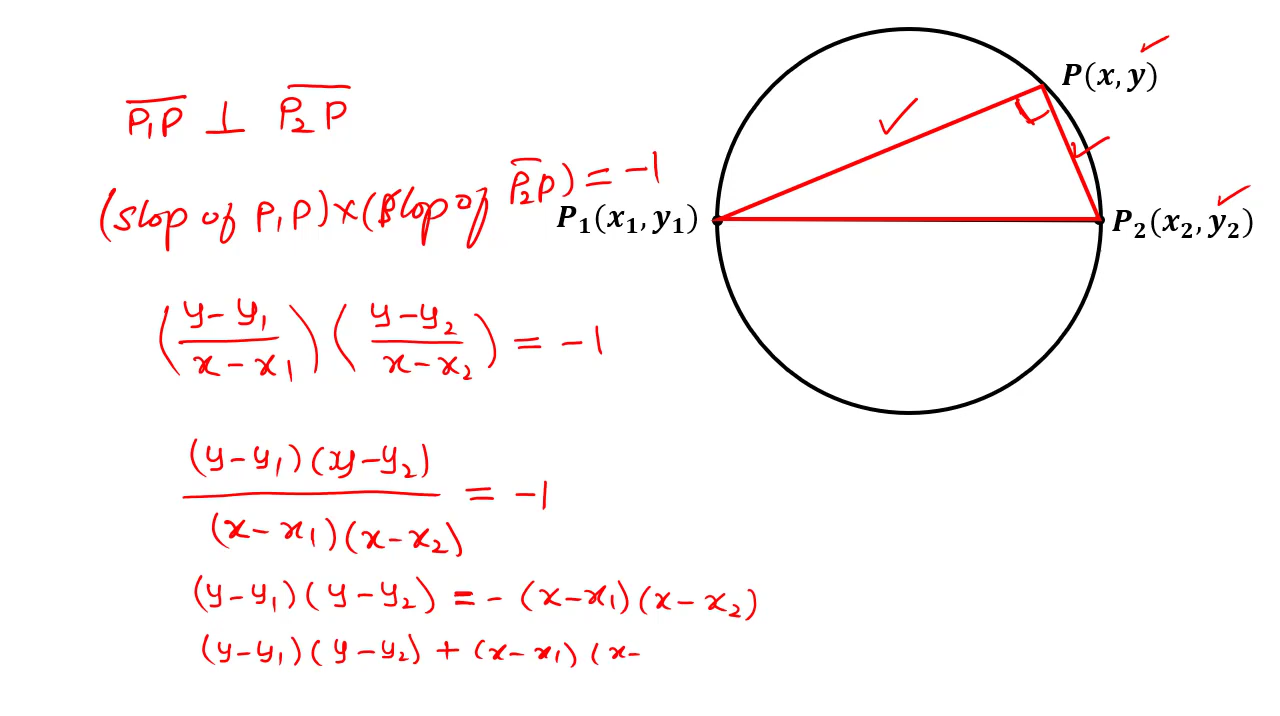 P(x, y)
P₁P ⊥ P₂P
(slop of P₁P)×(slop of P₂P) = -1
P₁(x₁, y₁)
P₂(x₂, y₂)
((y-y₁)/(x-x₁)) ((y-y₂)/(x-x₂)) = -1
(y-y₁)(y-y₂)/(x-x₁)(x-x₂) = -1
(y-y₁)(y-y₂) = -(x-x₁)(x-x₂)
(y-y₁)(y-y₂) + (x-x₁)(x-